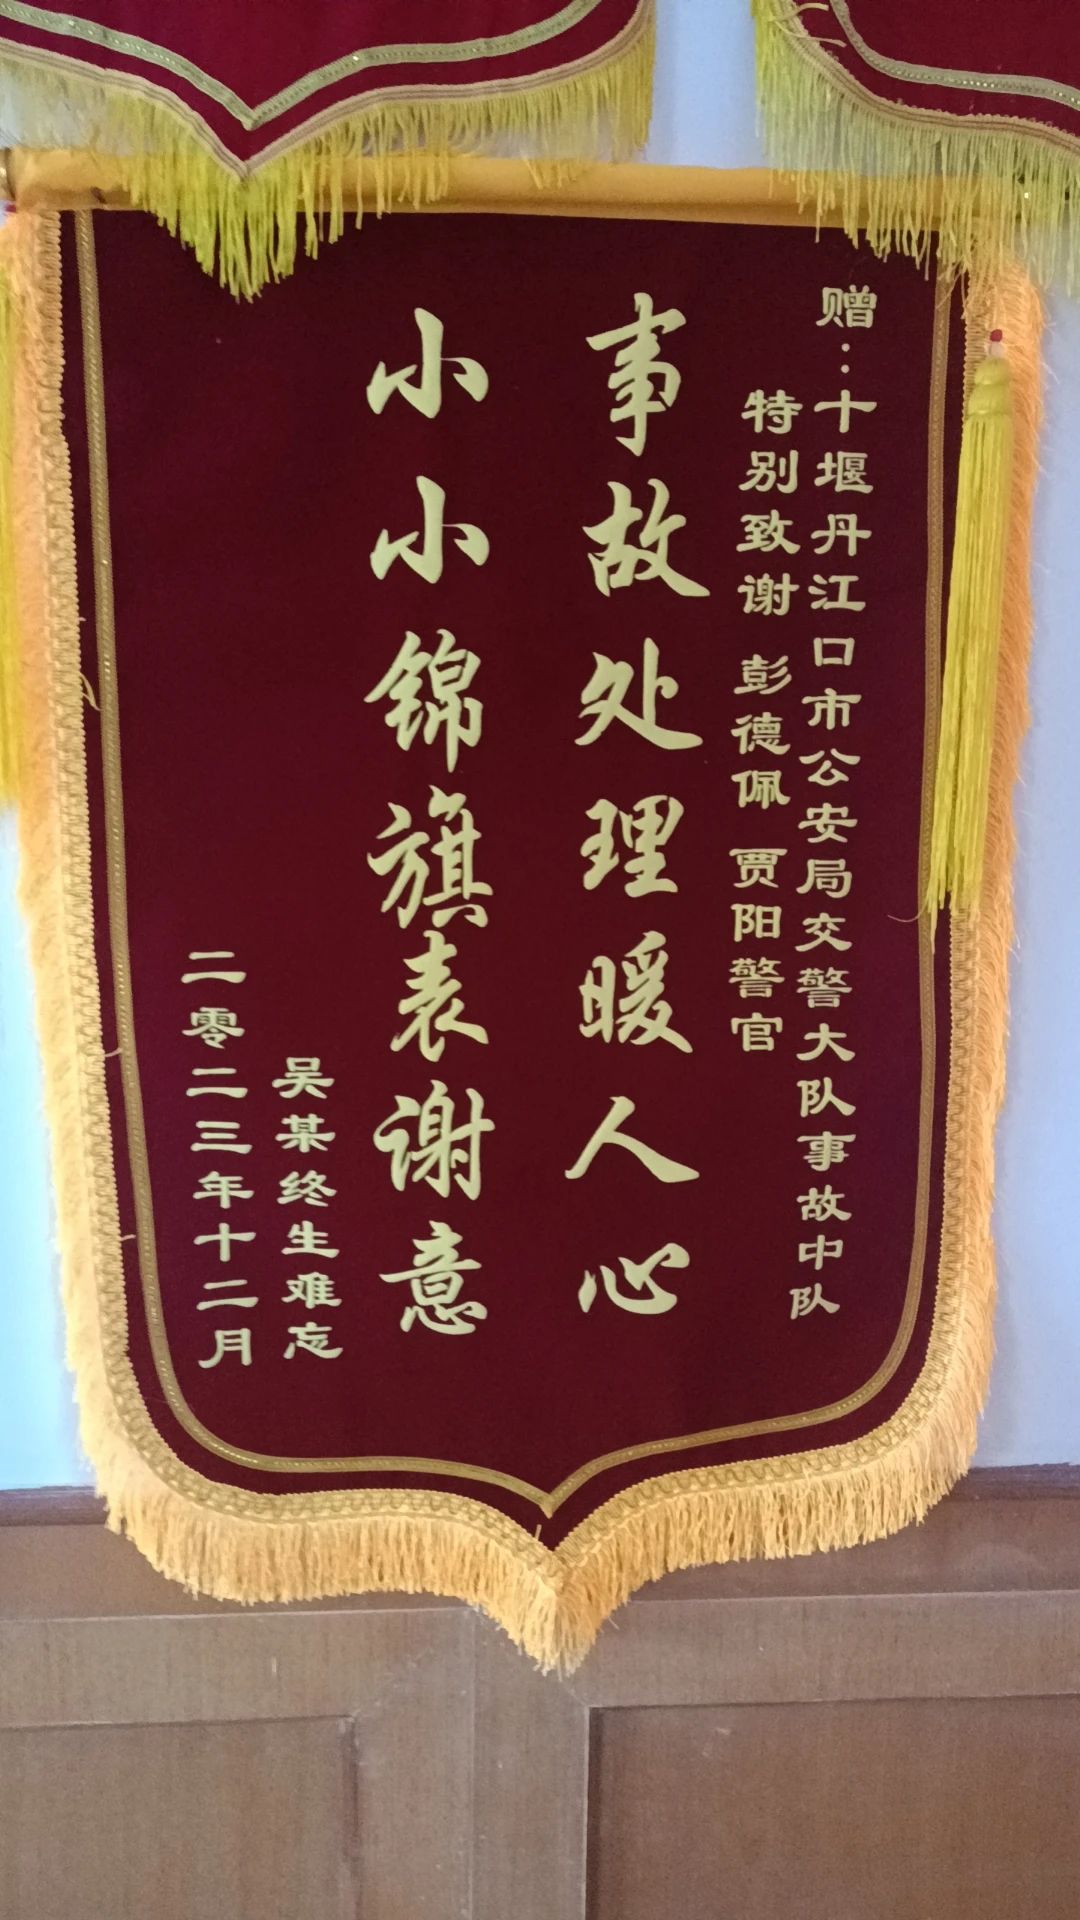 赠：十堰丹江口市公安局交警大队事故中队
特别致谢 彭德佩 贾阳警官
事故处理暖人心
小小锦旗表谢意
吴某终生难忘
二零二三年十二月